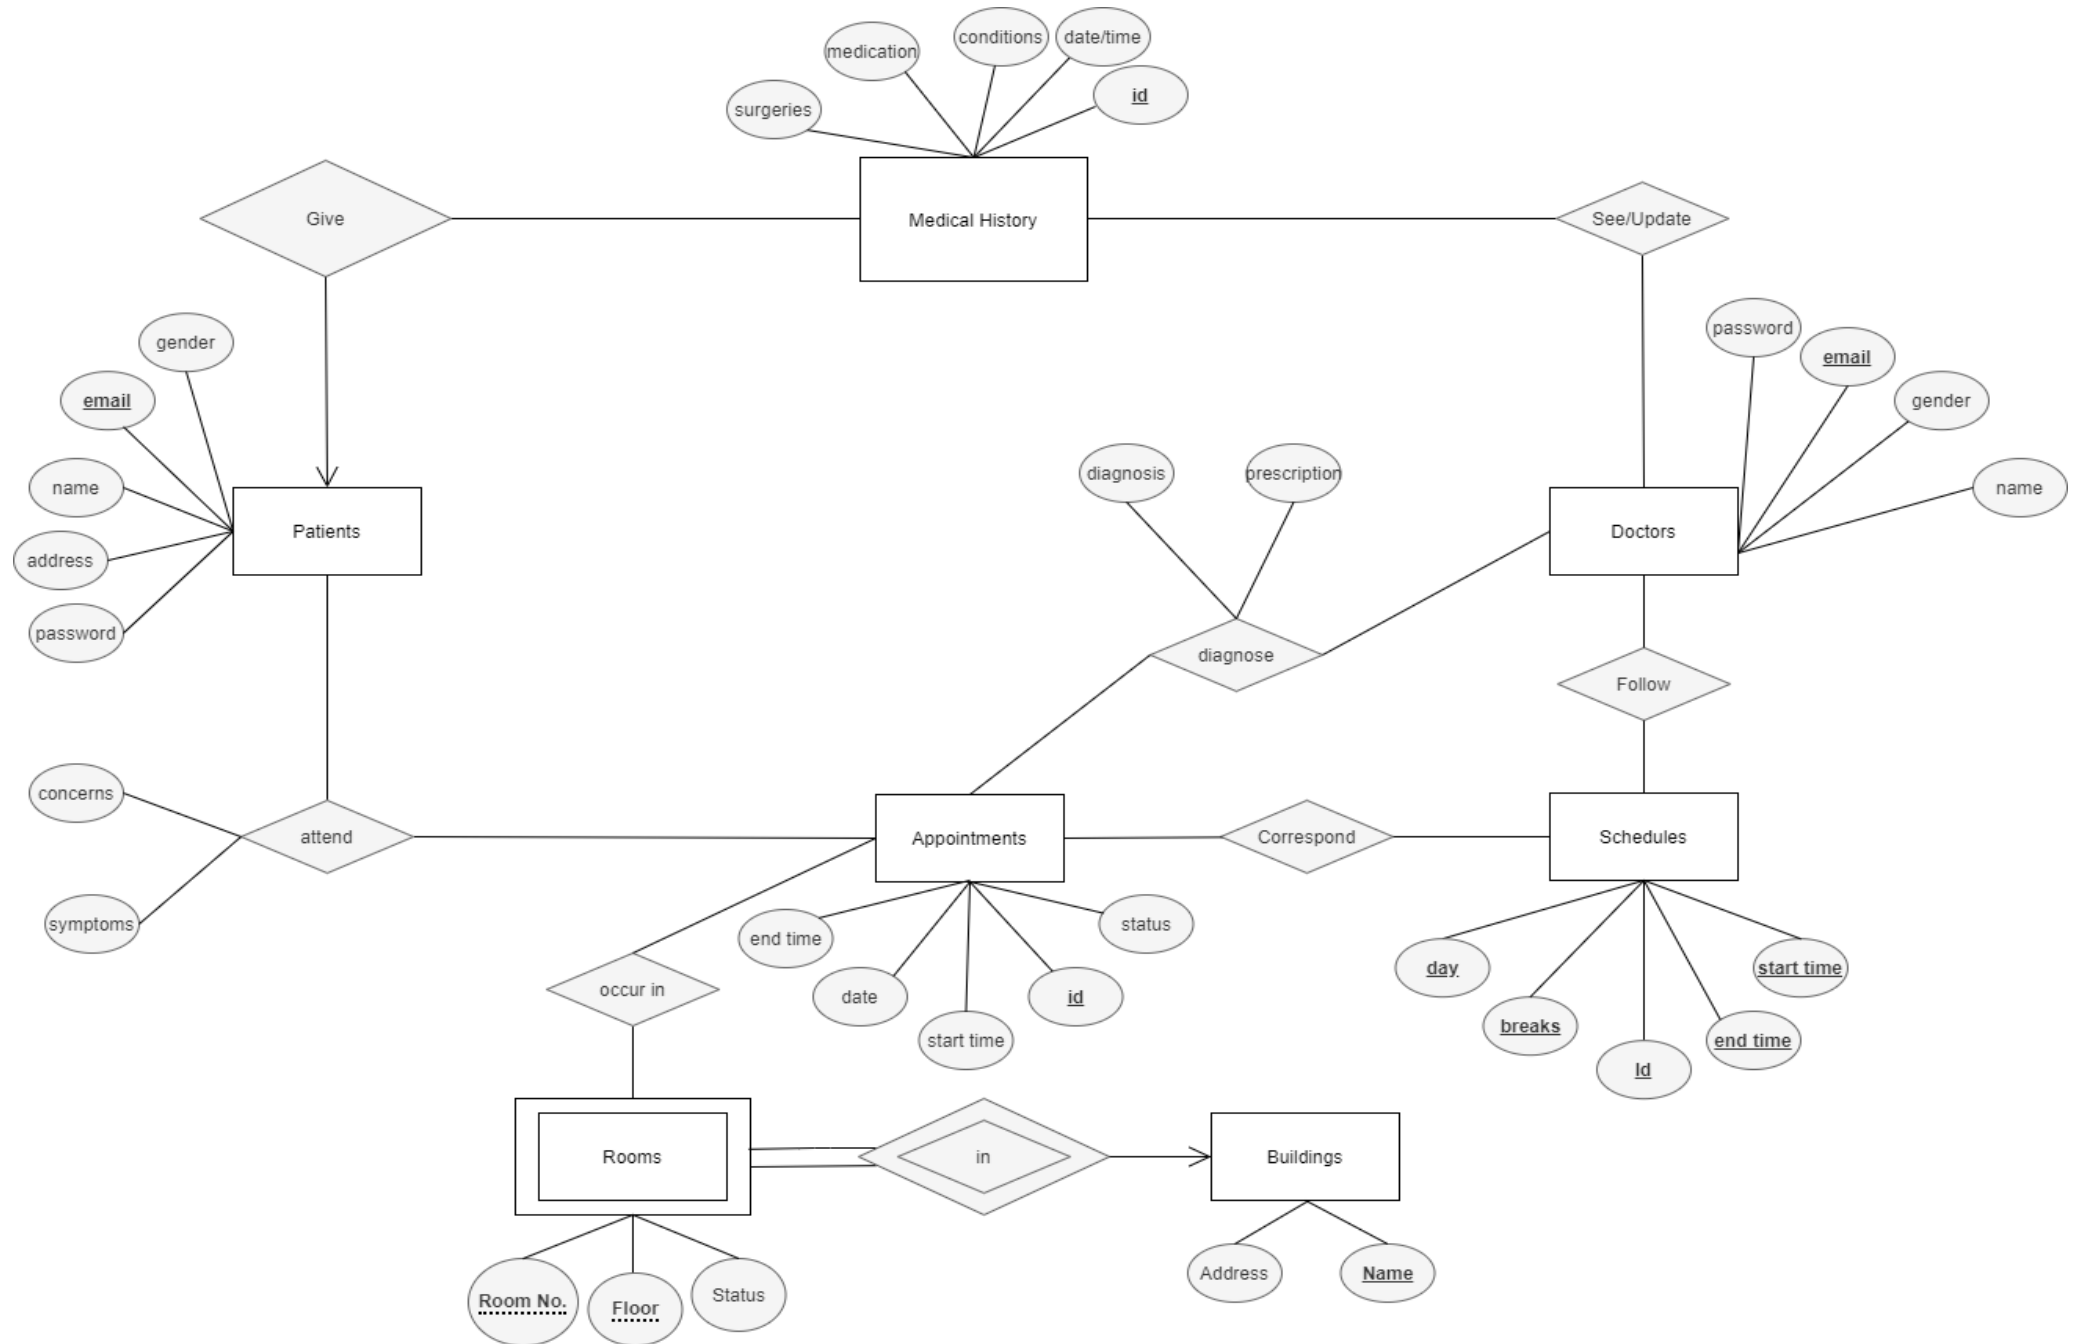 conditions
date/time
medication
id
surgeries
Give
Medical History
See/Update
password
gender
email
email
gender
diagnosis
prescription
name
name
Patients
Doctors
address
password
diagnose
Follow
concerns
attend
Appointments
Correspond
Schedules
symptoms
end time
status
occur in
date
id
start time
day
start time
breaks
end time
Id
Rooms
in
Buildings
Room No.
Floor
Status
Address
Name